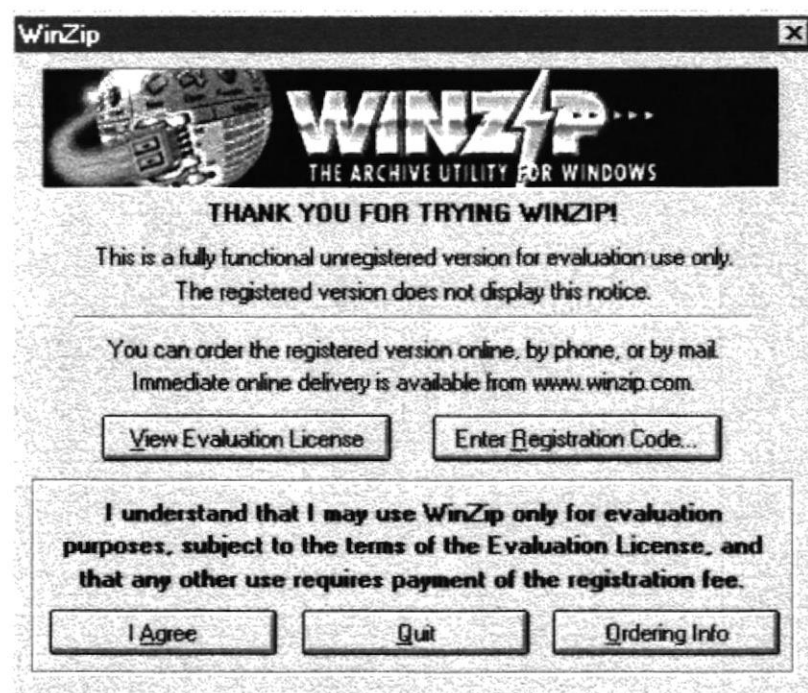 WinZip
WINZIP
THE ARCHIVE UTILITY FOR WINDOWS
THANK YOU FOR TRYING WINZIP!
This is a fully functional unregistered version for evaluation use only.
The registered version does not display this notice.
You can order the registered version online, by phone, or by mail.
Immediate online delivery is available from www.winzip.com.
View Evaluation License
Enter Registration Code...
I understand that I may use WinZip only for evaluation
purposes, subject to the terms of the Evaluation License, and
that any other use requires payment of the registration fee.
I Agree
Quit
Ordering Info